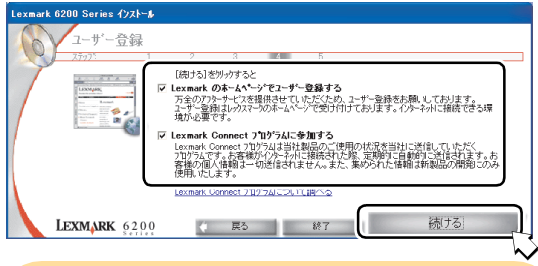 Lexmark 6200 Series インストール
ユーザー登録
ステップ: 1 2 3 4 5
[続ける]をクリックすると
Lexmark のホームページでユーザー登録する
万全のアフターサービスを提供させていただくため、ユーザー登録をお願いしております。
ユーザー登録はレックスマークのホームページで受け付けております。インターネットに接続できる環
境が必要です。
Lexmark Connect プログラムに参加する
Lexmark Connect プログラムは当社製品のご使用の状況を当社に送信していただく
プログラムです。お客様がインターネットに接続された際、定期的に自動的に送信されます。お
客様の個人情報は一切送信されません。また、集められた情報は新製品の開発にのみ
使用いたします。
Lexmark Connect プログラムについて調べる
LEXMARK 6200
Series
戻る 終了 続ける